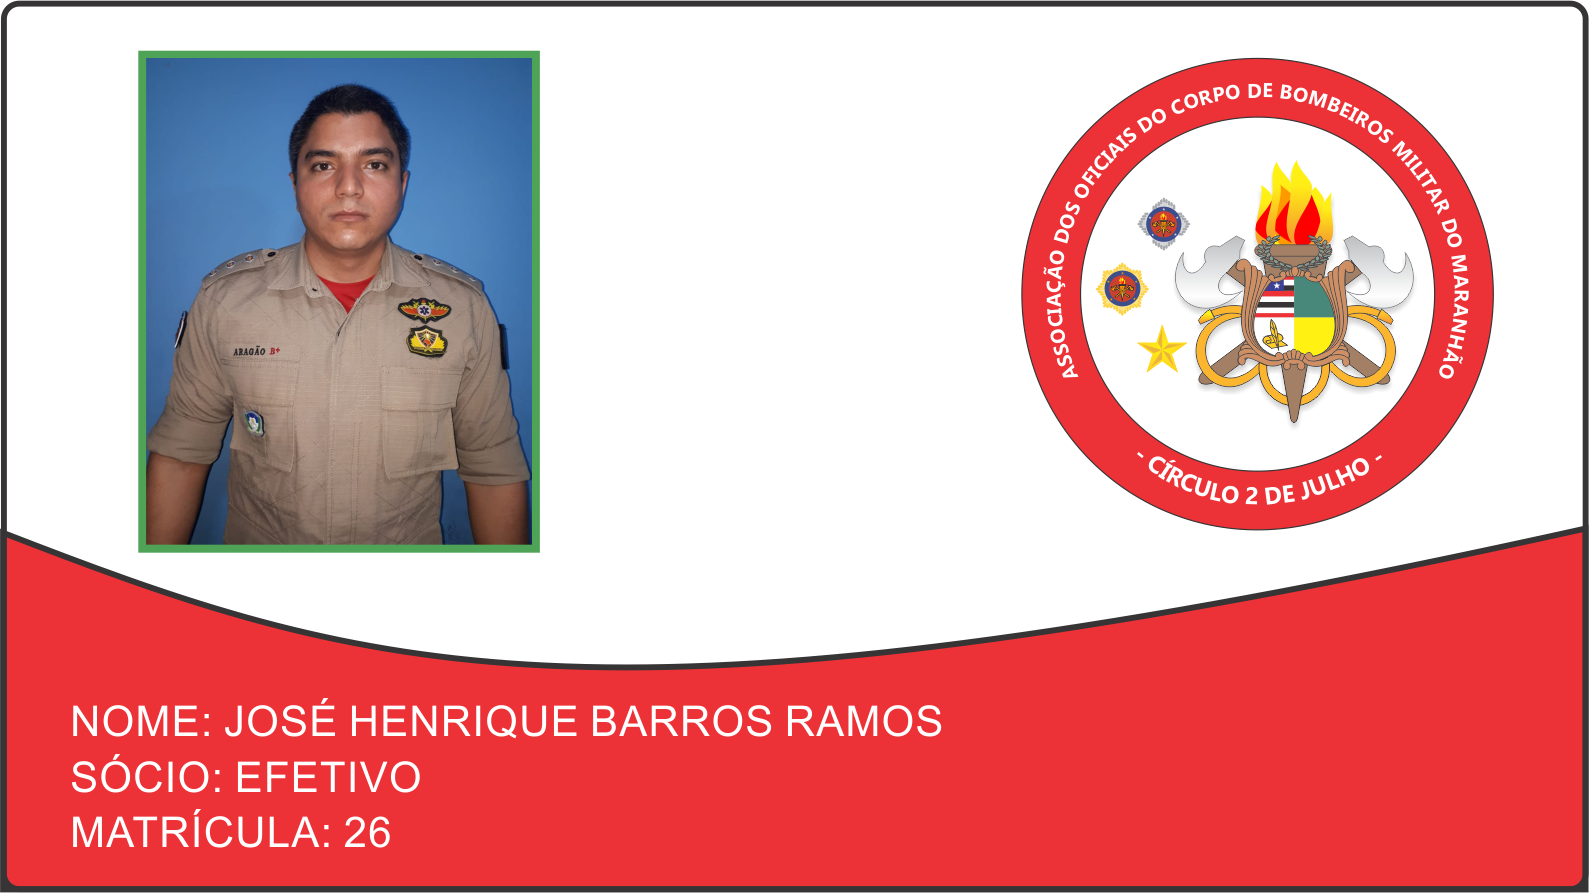 ASSOCIAÇÃO DOS OFICIAIS DO CORPO DE BOMBEIROS MILITAR DO MARANHÃO
- CÍRCULO 2 DE JULHO -
ARAGÃO B+
NOME: JOSÉ HENRIQUE BARROS RAMOS
SÓCIO: EFETIVO
MATRÍCULA: 26